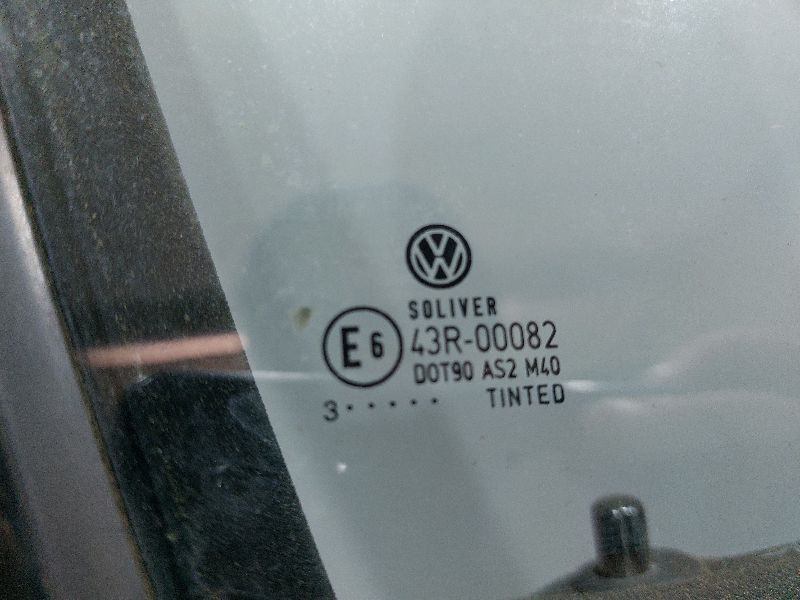 SOLIVER
E6 43R-00082
DOT90 AS2 M40
3 ····· TINTED